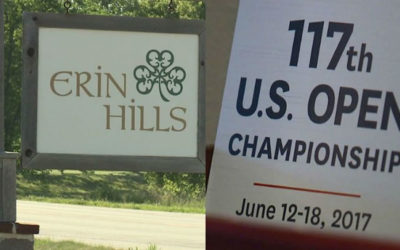 ERIN
HILLS
117th
U.S. OPEN
CHAMPIONSHIP
June 12-18, 2017